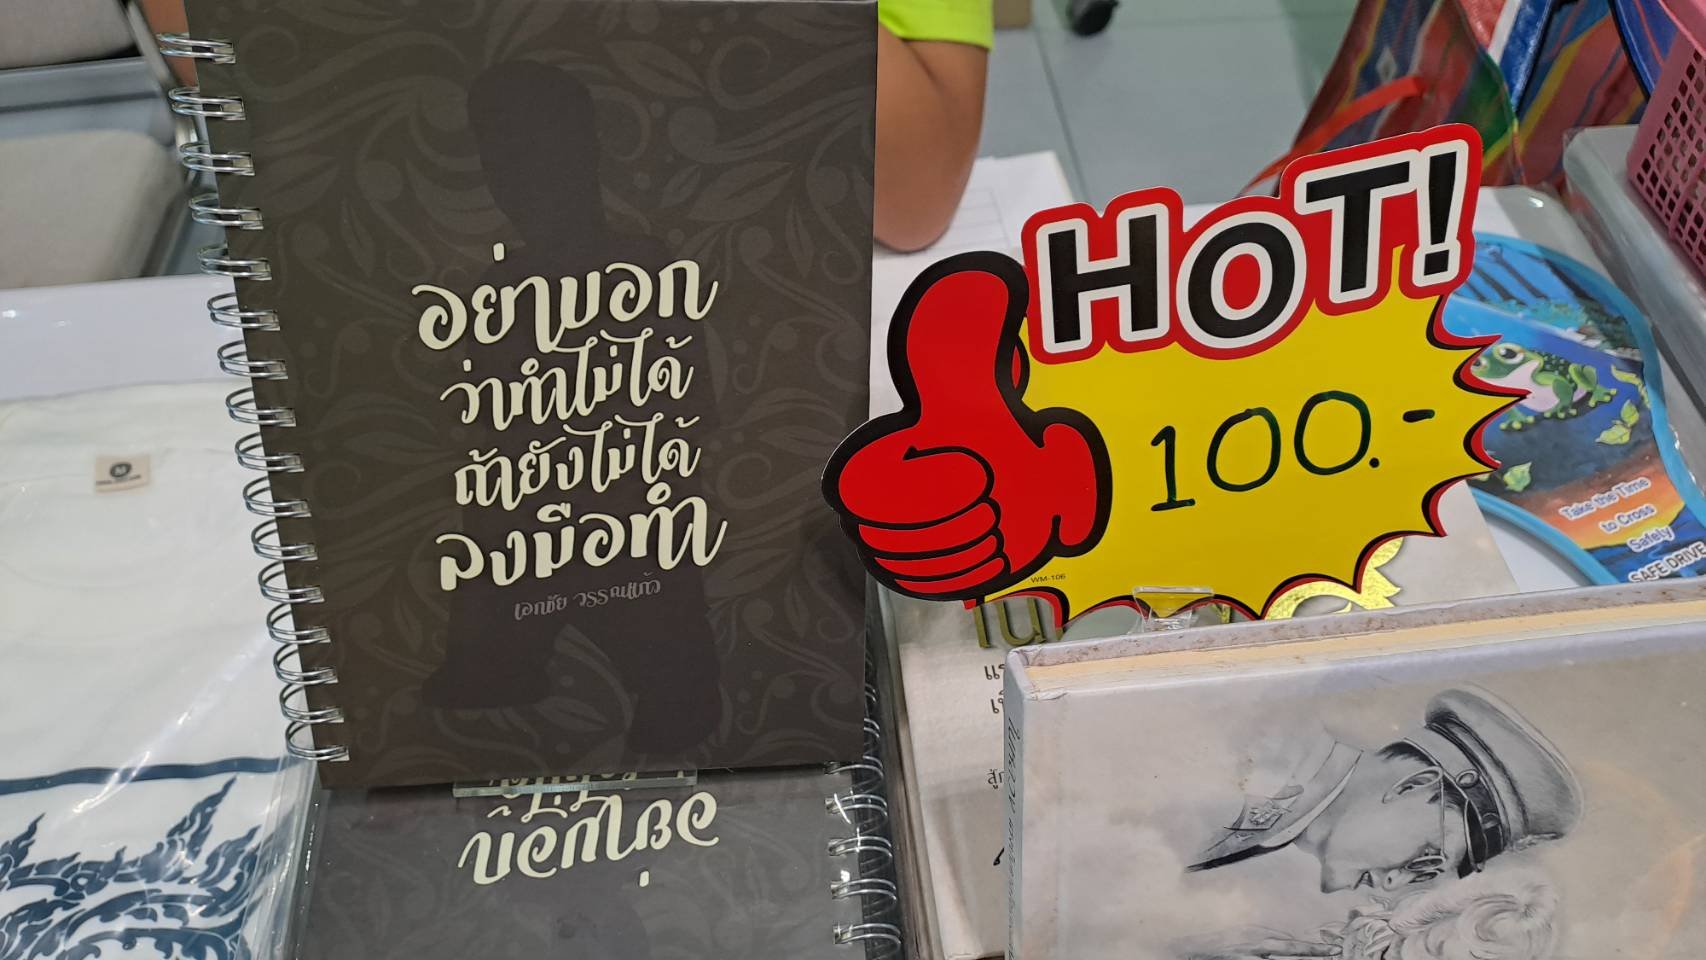 อย่าบอก
ว่าทำไม่ได้
ถ้ายังไม่ได้
ลงมือทำ
เอกชัย วรรณแก้ว
HOT!
100.-
WM-106
Take the Time
to Cross
Safely
SAFE DRIVE